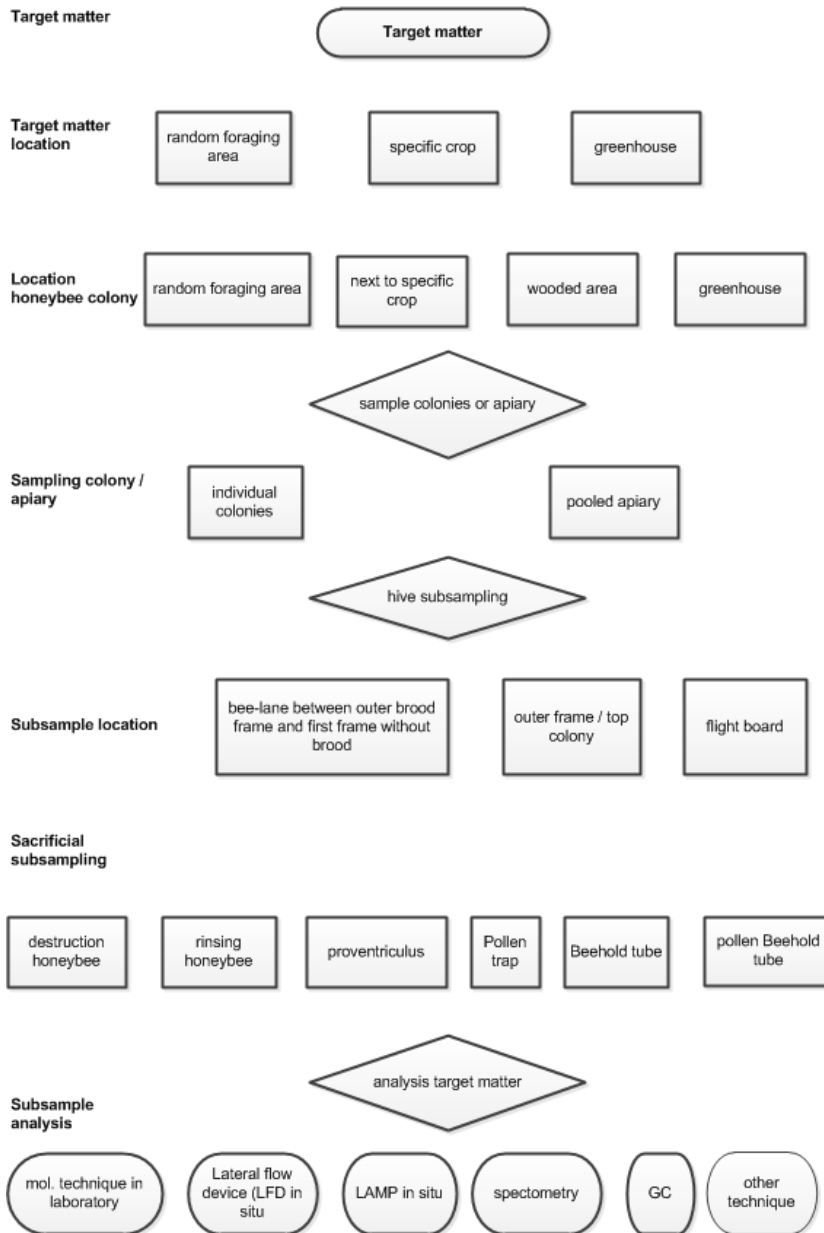 Target matter
Target matter
Target matter
location
random foraging
area
specific crop
greenhouse
Location
honeybee colony
random foraging area
next to specific
crop
wooded area
greenhouse
sample colonies or apiary
Sampling colony /
apiary
individual
colonies
pooled apiary
hive subsampling
Subsample location
bee-lane between outer brood
frame and first frame without
brood
outer frame / top
colony
flight board
Sacrificial
subsampling
destruction
honeybee
rinsing
honeybee
proventriculus
Pollen
trap
Beehold tube
pollen Beehold
tube
analysis target matter
Subsample
analysis
mol. technique in
laboratory
Lateral flow
device (LFD in
situ
LAMP in situ
spectometry
GC
other
technique